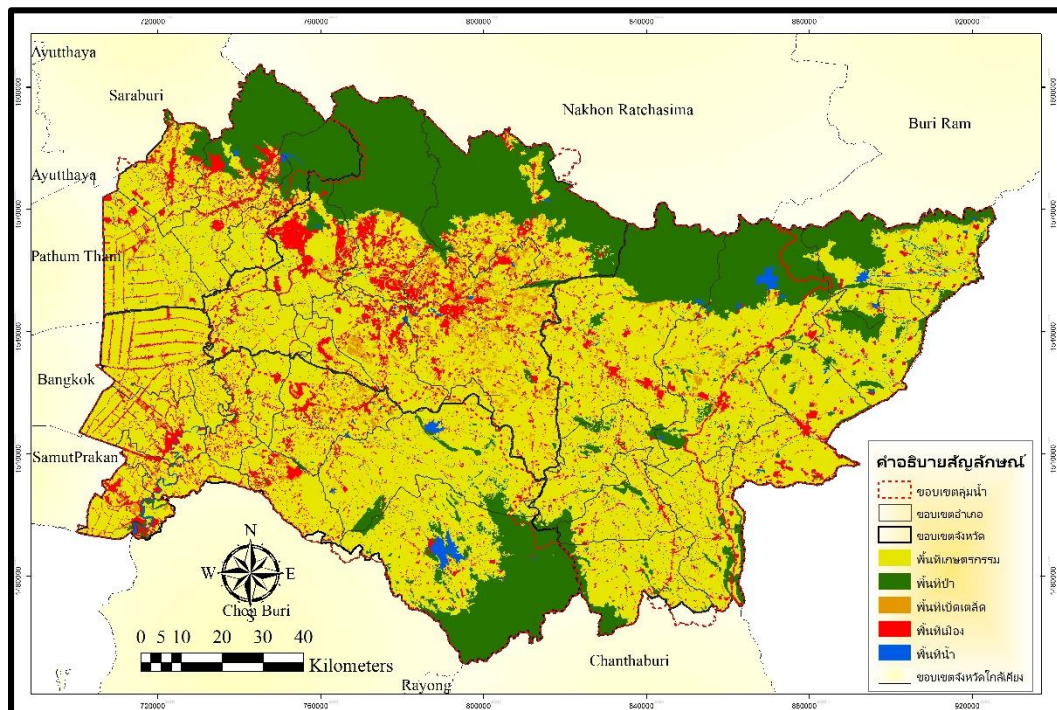 720000 760000 800000 840000 880000 920000
Ayutthaya
Saraburi
Nakhon Ratchasima
Buri Ram
Ayutthaya
Pathum Thani
Bangkok
SamutPrakan
N
W E
S
Chon Buri
0 5 10 20 30 40
Kilometers
Rayong
Chanthaburi
คำอธิบายสัญลักษณ์
ขอบเขตลุ่มน้ำ
ขอบเขตอำเภอ
ขอบเขตจังหวัด
พื้นที่เกษตรกรรม
พื้นที่ป่า
พื้นที่เบ็ดเตล็ด
พื้นที่เมือง
พื้นที่น้ำ
ขอบเขตจังหวัดใกล้เคียง
720000 760000 800000 840000 880000 920000